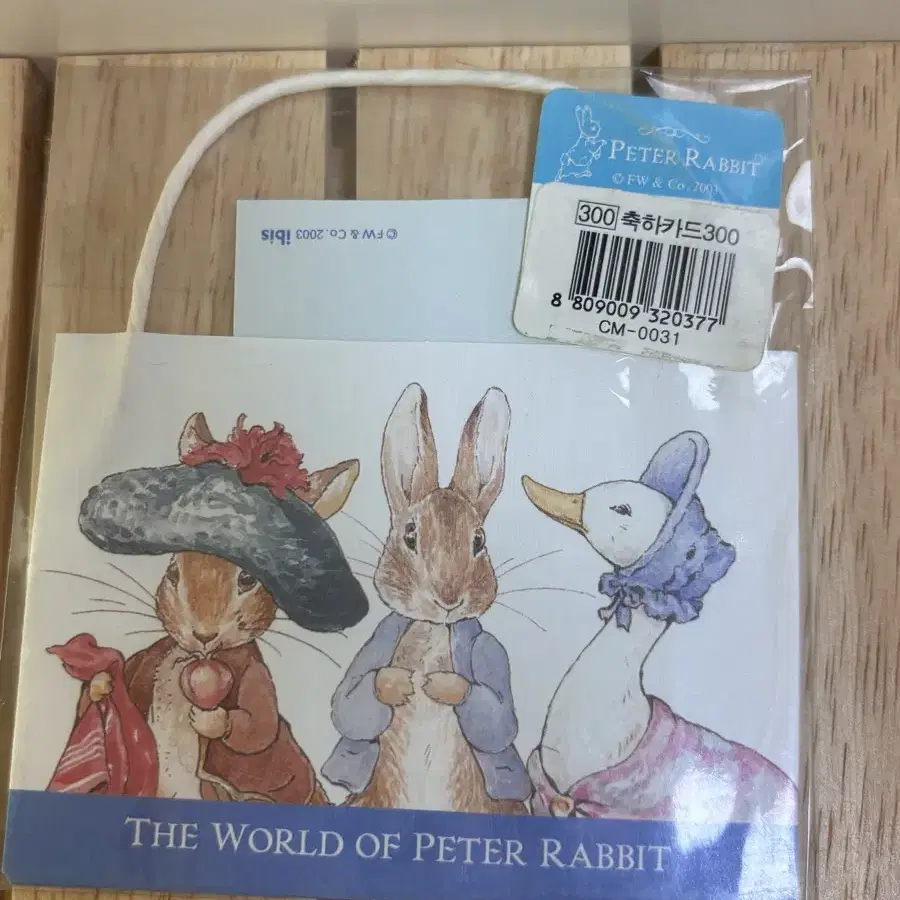 PETER RABBIT™
© FW & Co. 2003
300 축하카드300
8 809009 320377
CM-0031
© FW & Co. 2003 ibis
THE WORLD OF PETER RABBIT